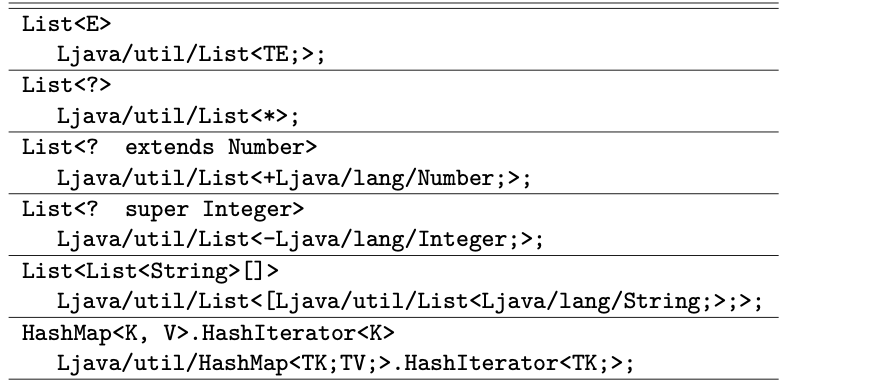 List<E>
Ljava/util/List<TE;>;
List<?>
Ljava/util/List<*>;
List<? extends Number>
Ljava/util/List<+Ljava/lang/Number;>;
List<? super Integer>
Ljava/util/List<-Ljava/lang/Integer;>;
List<List<String>[]>
Ljava/util/List<[Ljava/util/List<Ljava/lang/String;>;>;
HashMap<K, V>.HashIterator<K>
Ljava/util/HashMap<TK;TV;>.HashIterator<TK;>;